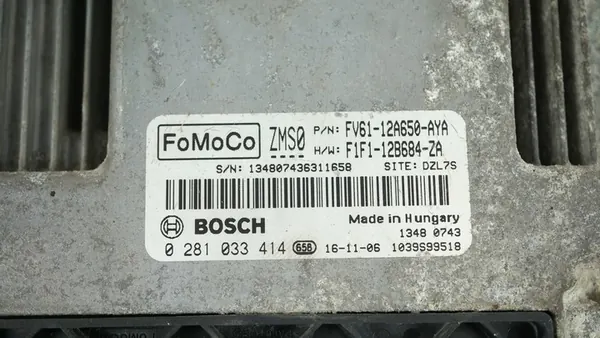 FoMoCo ZMS0 P/N: FV61-12A650-AYA
H/W: F1F1-12B684-ZA
S/N: 134807436311658 SITE: DZL7S
BOSCH Made in Hungary
1348 0743
0 281 033 414 658 16-11-06 1039S99518